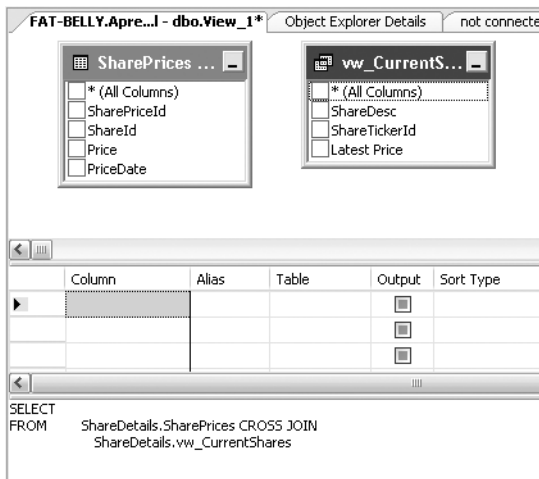 FAT-BELLY.Apre...l - dbo.View_1* Object Explorer Details not connecte
SharePrices ... vw_CurrentS...
* (All Columns)
SharePriceId
ShareId
Price
PriceDate
* (All Columns)
ShareDesc
ShareTickerId
Latest Price
Column Alias Table Output Sort Type
SELECT
FROM ShareDetails.SharePrices CROSS JOIN
ShareDetails.vw_CurrentShares